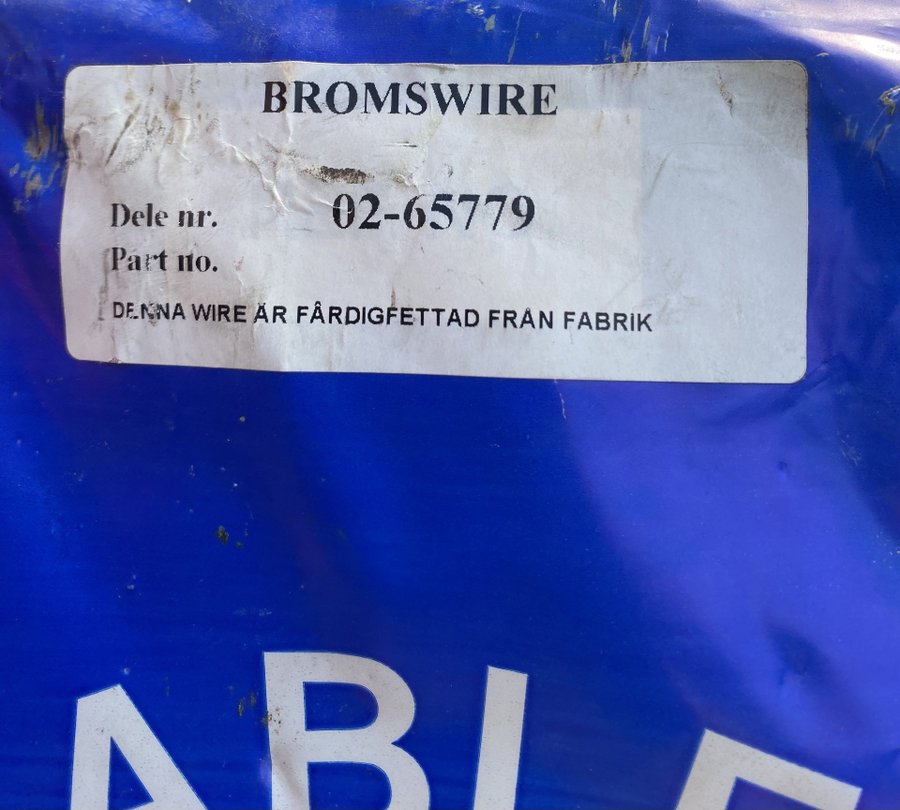 BROMSWIRE
Dele nr. 02-65779
Part no.
DENNA WIRE ÄR FÅRDIGFETTAD FRÅN FABRIK
ABLE